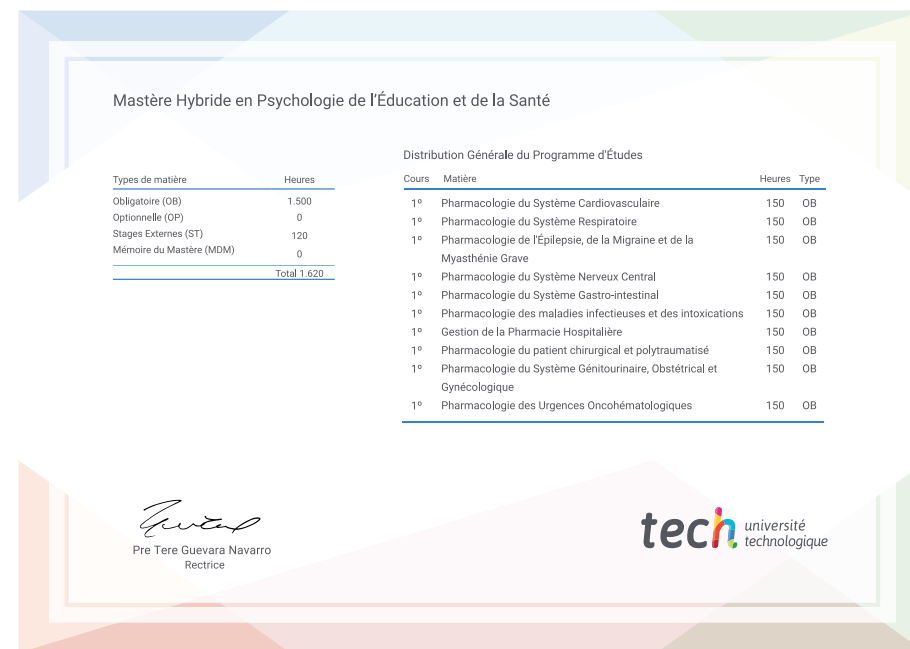 Mastère Hybride en Psychologie de l'Éducation et de la Santé
Types de matière Heures
Obligatoire (OB) 1.500
Optionnelle (OP) 0
Stages Externes (ST) 120
Mémoire du Mastère (MDM) 0
Total 1.620
Distribution Générale du Programme d'Études
Cours Matière Heures Type
1º Pharmacologie du Système Cardiovasculaire 150 OB
1º Pharmacologie du Système Respiratoire 150 OB
1º Pharmacologie de l'Épilepsie, de la Migraine et de la 150 OB
Myasthénie Grave
1º Pharmacologie du Système Nerveux Central 150 OB
1º Pharmacologie du Système Gastro-intestinal 150 OB
1º Pharmacologie des maladies infectieuses et des intoxications 150 OB
1º Gestion de la Pharmacie Hospitalière 150 OB
1º Pharmacologie du patient chirurgical et polytraumatisé 150 OB
1º Pharmacologie du Système Génitourinaire, Obstétrical et 150 OB
Gynécologique
1º Pharmacologie des Urgences Oncohématologiques 150 OB
Pre Tere Guevara Navarro
Rectrice
tech université
technologique